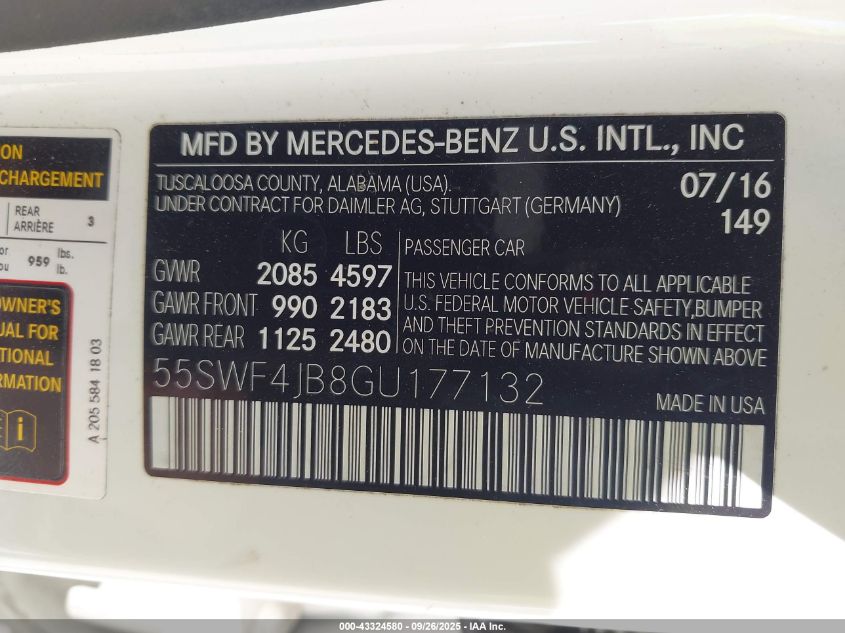 ON
CHARGEMENT
REAR
ARRIÈRE 3
or
ou 959 lbs.
lb.
OWNER'S
UAL FOR
TIONAL
MATION
i
A 205 584 18 03
MFD BY MERCEDES-BENZ U.S. INTL., INC
TUSCALOOSA COUNTY, ALABAMA (USA). 07/16
UNDER CONTRACT FOR DAIMLER AG, STUTTGART (GERMANY) 149
KG LBS PASSENGER CAR
GVWR 2085 4597
GAWR FRONT 990 2183
GAWR REAR 1125 2480
THIS VEHICLE CONFORMS TO ALL APPLICABLE
U.S. FEDERAL MOTOR VEHICLE SAFETY,BUMPER
AND THEFT PREVENTION STANDARDS IN EFFECT
ON THE DATE OF MANUFACTURE SHOWN ABOVE
55SWF4JB8GU177132
MADE IN USA
000-43324580 - 09/26/2025 - IAA Inc.